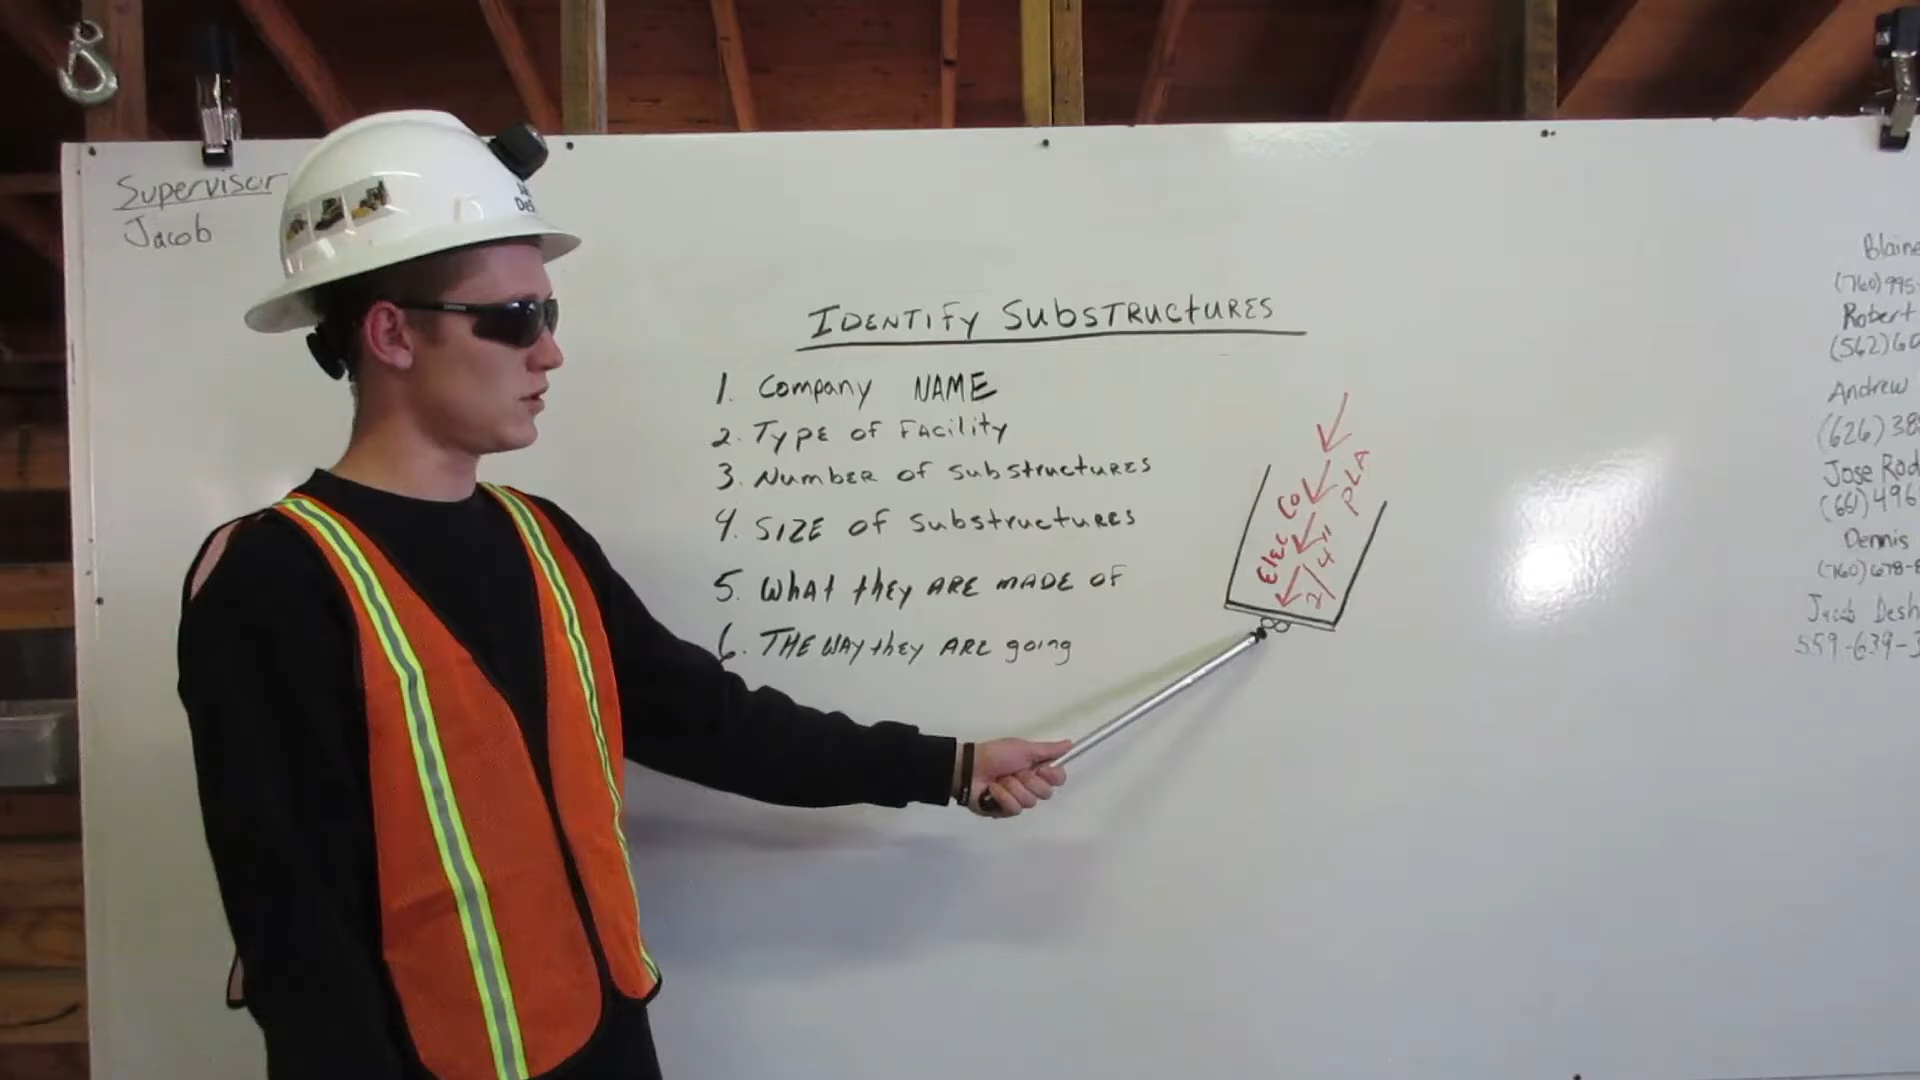 Supervisor
Jacob
IDENTIFY SUBSTRUCTURES
1. Company NAME
2. Type of Facility
3. Number of substructures
4. SIZE of substructures
5. What they ARE MADE OF
6. THE WAY they ARE going
Elec Co
2/4" PLA
Blaine
(760)995-
Robert
(562)60
Andrew
(626)38
Jose Rod
(661)496
Dennis
(760)678-8
Jacob Desh
559-639-3